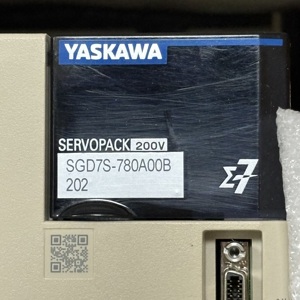 YASKAWA
SERVOPACK 200V
SGD7S-780A00B
202
Σ7